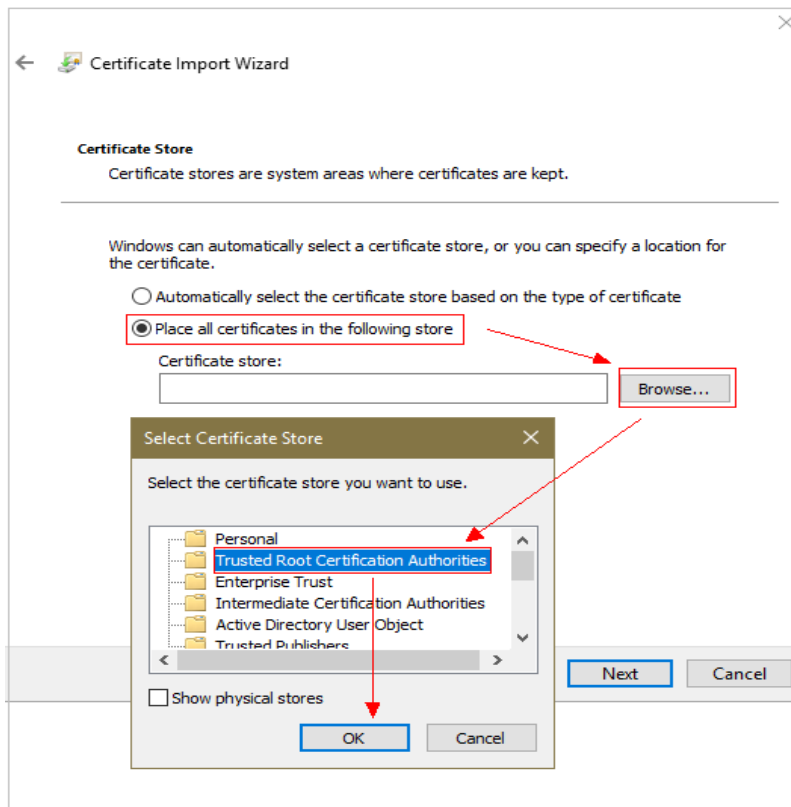 Certificate Import Wizard
Certificate Store
Certificate stores are system areas where certificates are kept.
Windows can automatically select a certificate store, or you can specify a location for
the certificate.
Automatically select the certificate store based on the type of certificate
Place all certificates in the following store
Certificate store:
Browse...
Select Certificate Store
Select the certificate store you want to use.
Personal
Trusted Root Certification Authorities
Enterprise Trust
Intermediate Certification Authorities
Active Directory User Object
Trusted Publishers
Show physical stores
OK
Cancel
Next
Cancel